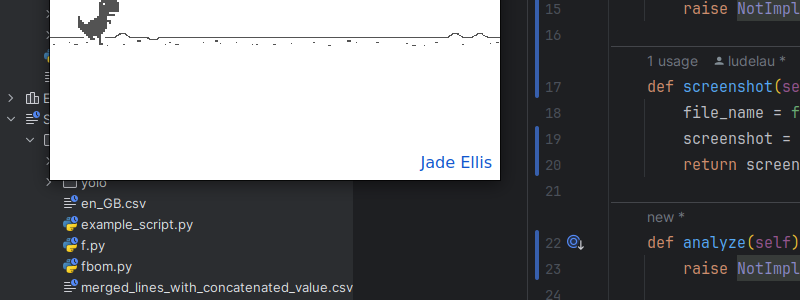 15
raise NotImpl
16
1 usage ludelau *
17
def screenshot(se
18
file_name = f
19
screenshot =
20
return screen
21
new *
22
def analyze(self)
23
raise NotImpl
24
Jade Ellis
yolo
en_GB.csv
example_script.py
f.py
fbom.py
merged_lines_with_concatenated_value.csv